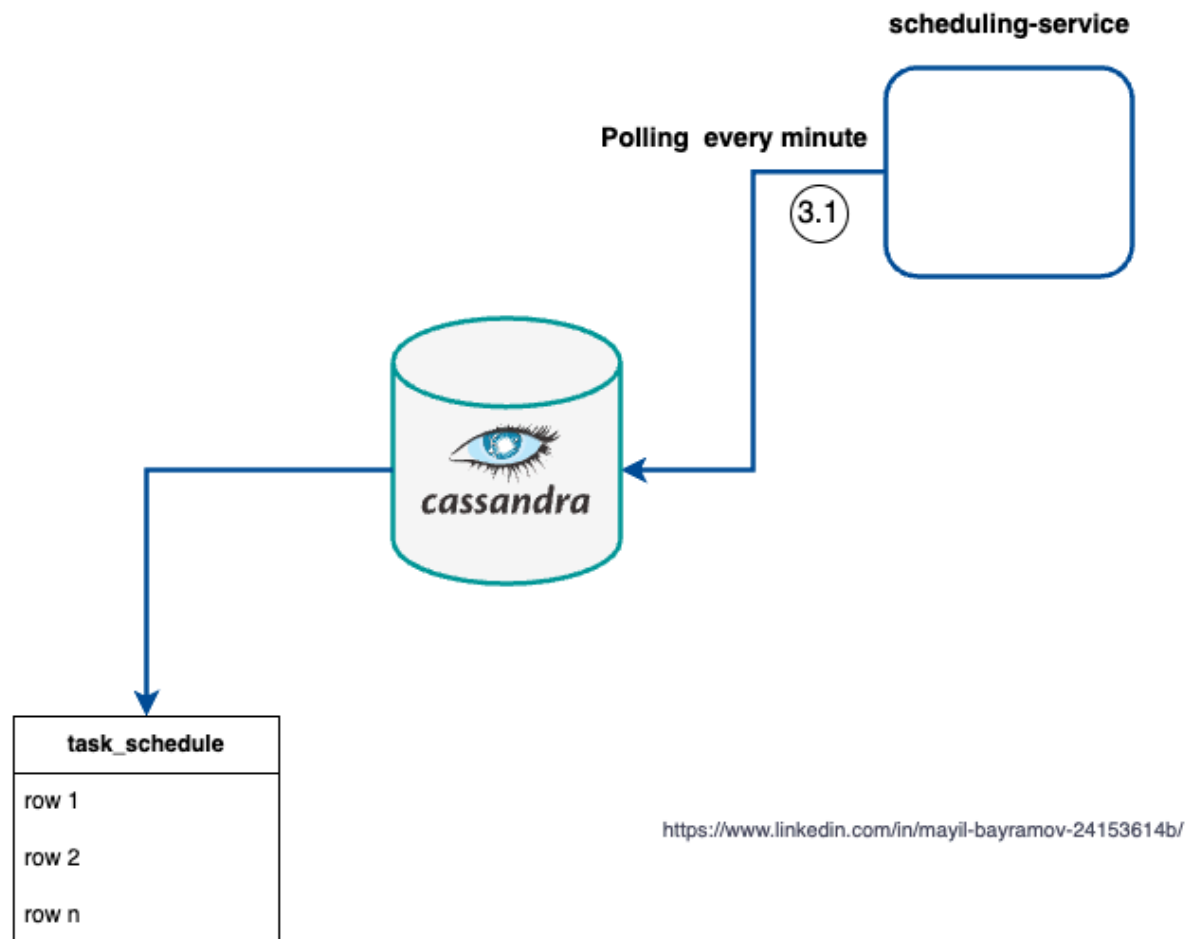 scheduling-service
Polling every minute
3.1
cassandra
task_schedule
row 1
row 2
row n
https://www.linkedin.com/in/mayil-bayramov-24153614b/